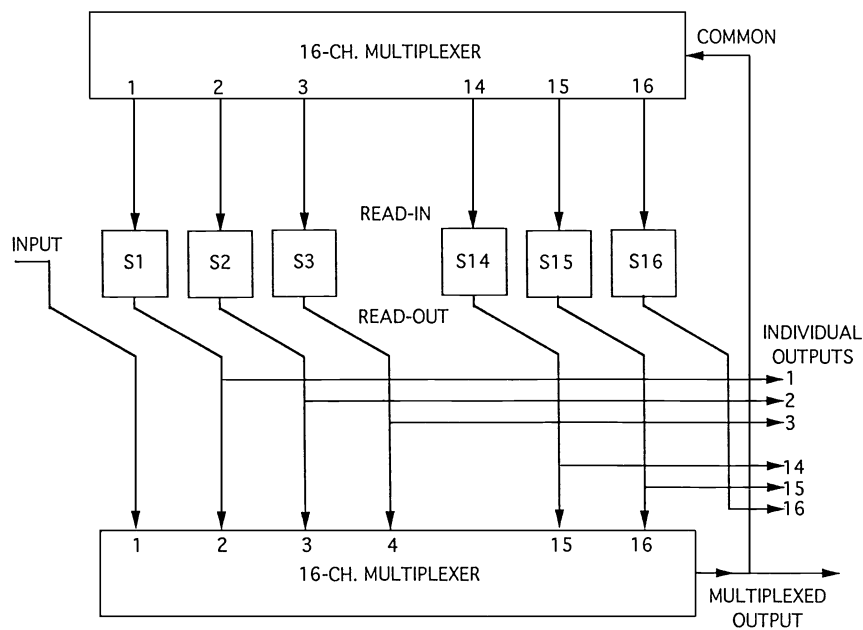 16-CH. MULTIPLEXER
COMMON
1 2 3 14 15 16
READ-IN
INPUT
S1 S2 S3 S14 S15 S16
READ-OUT
INDIVIDUAL
OUTPUTS
1
2
3
14
15
16
1 2 3 4 15 16
16-CH. MULTIPLEXER
MULTIPLEXED
OUTPUT